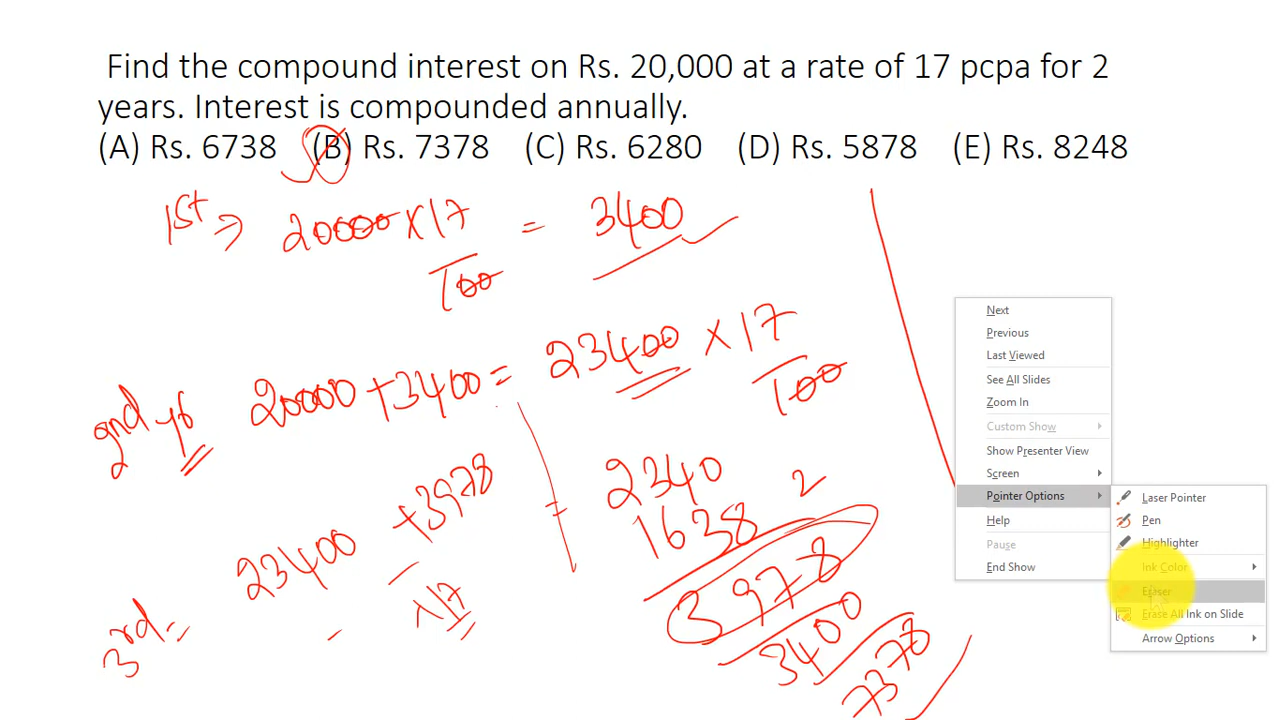 Find the compound interest on Rs. 20,000 at a rate of 17 pcpa for 2
years. Interest is compounded annually.
(A) Rs. 6738 (B) Rs. 7378 (C) Rs. 6280 (D) Rs. 5878 (E) Rs. 8248
1st ⇒ 20000 × 17 = 3400
100
2nd yr 20000 + 3400 = 23400 × 17
100
= 2340
2
1638
3978
3400
7378
3rd = 23400 + 3978
- × 17
Next
Previous
Last Viewed
See All Slides
Zoom In
Custom Show
Show Presenter View
Screen
Pointer Options
Help
Pause
End Show
Laser Pointer
Pen
Highlighter
Ink Color
Eraser
Erase All Ink on Slide
Arrow Options